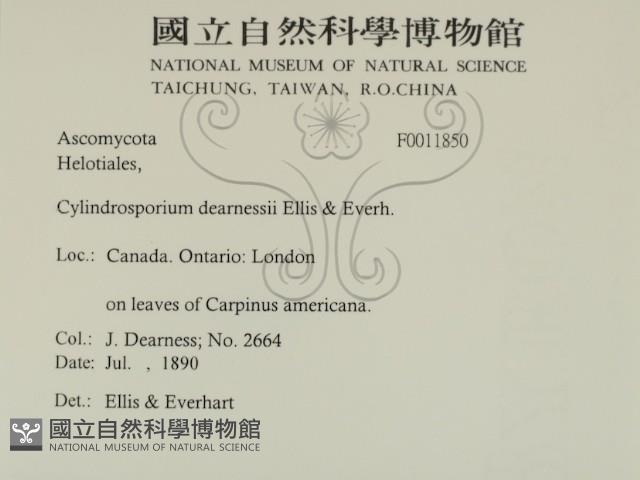 國立自然科學博物館
NATIONAL MUSEUM OF NATURAL SCIENCE
TAICHUNG, TAIWAN, R.O.CHINA
Ascomycota F0011850
Helotiales,
Cylindrosporium dearnessii Ellis & Everh.
Loc.: Canada. Ontario: London
on leaves of Carpinus americana.
Col.: J. Dearness; No. 2664
Date: Jul. , 1890
Det.: Ellis & Everhart
國立自然科學博物館
NATIONAL MUSEUM OF NATURAL SCIENCE